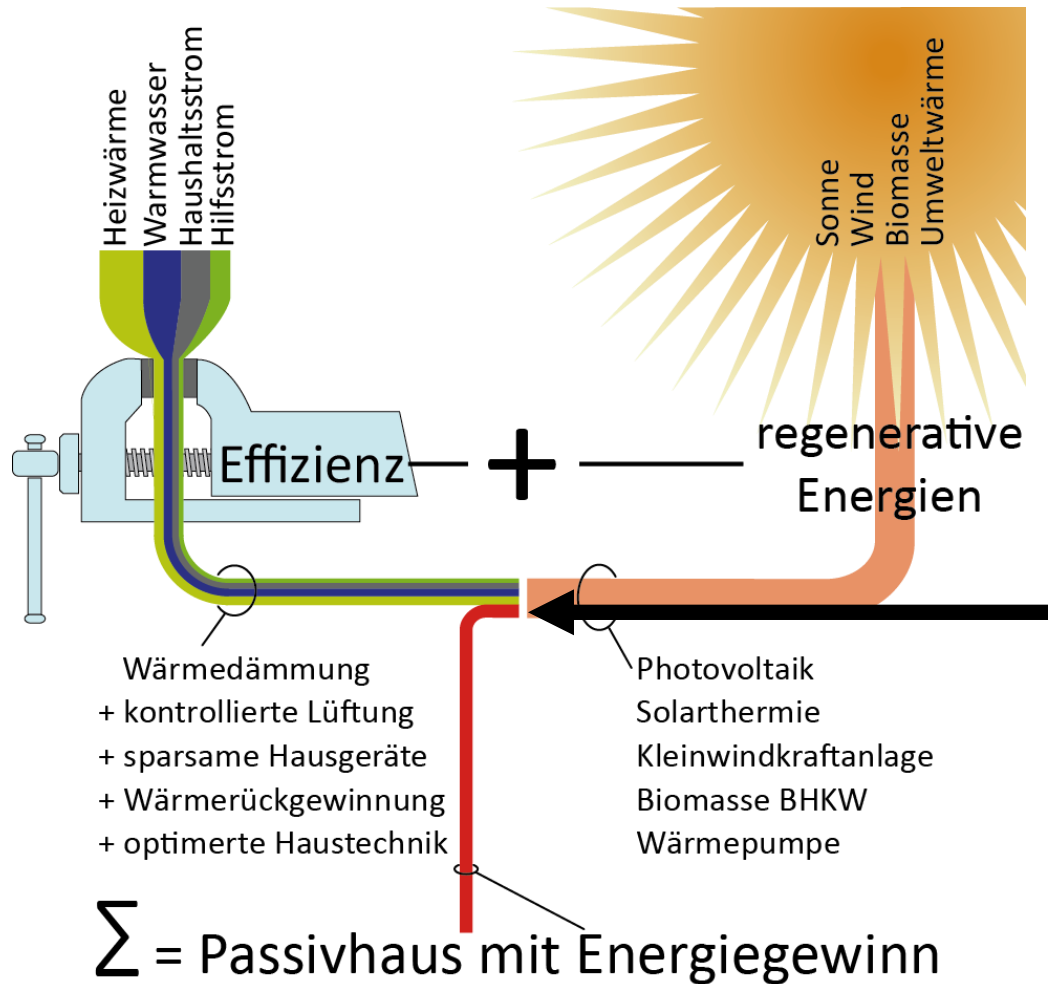 Heizwärme
Warmwasser
Haushaltsstrom
Hilfsstrom
Sonne
Wind
Biomasse
Umweltwärme
Effizienz
+
regenerative
Energien
Wärmedämmung
+ kontrollierte Lüftung
+ sparsame Hausgeräte
+ Wärmerückgewinnung
+ optimerte Haustechnik
Photovoltaik
Solarthermie
Kleinwindkraftanlage
Biomasse BHKW
Wärmepumpe
∑ = Passivhaus mit Energiegewinn